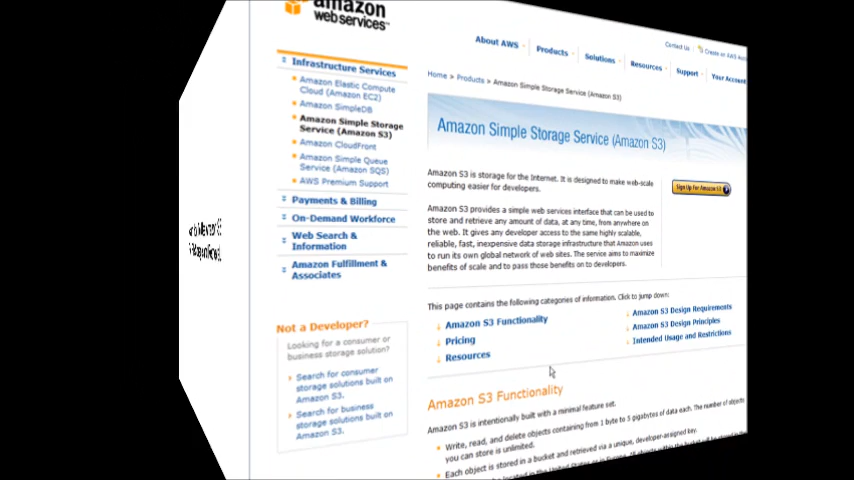 amazon
webservices™
Contact Us
Create an AWS
About AWS
Products
Solutions
Resources
Support
Your Account
Infrastructure Services
Amazon Elastic Compute
Cloud (Amazon EC2)
Amazon SimpleDB
Amazon Simple Storage
Service (Amazon S3)
Amazon CloudFront
Amazon Simple Queue
Service (Amazon SQS)
AWS Premium Support
Payments & Billing
On-Demand Workforce
Web Search &
Information
Amazon Fulfillment &
Associates
Not a Developer?
Looking for a consumer or
business storage solution?
Search for consumer
storage solutions built on
Amazon S3.
Search for business
storage solutions built on
Amazon S3.
Home > Products > Amazon Simple Storage Service (Amazon S3)
Amazon Simple Storage Service (Amazon S3)
Amazon S3 is storage for the Internet. It is designed to make web-scale
computing easier for developers.
Sign Up For Amazon S3
Amazon S3 provides a simple web services interface that can be used to
store and retrieve any amount of data, at any time, from anywhere on
the web. It gives any developer access to the same highly scalable,
reliable, fast, inexpensive data storage infrastructure that Amazon uses
to run its own global network of web sites. The service aims to maximize
benefits of scale and to pass those benefits on to developers.
This page contains the following categories of information. Click to jump down:
Amazon S3 Functionality
Pricing
Resources
Amazon S3 Design Requirements
Amazon S3 Design Principles
Intended Usage and Restrictions
Amazon S3 Functionality
Amazon S3 is intentionally built with a minimal feature set.
Write, read, and delete objects containing from 1 byte to 5 gigabytes of data each. The number of objects
you can store is unlimited.
Each object is stored in a bucket and retrieved via a unique, developer-assigned key.